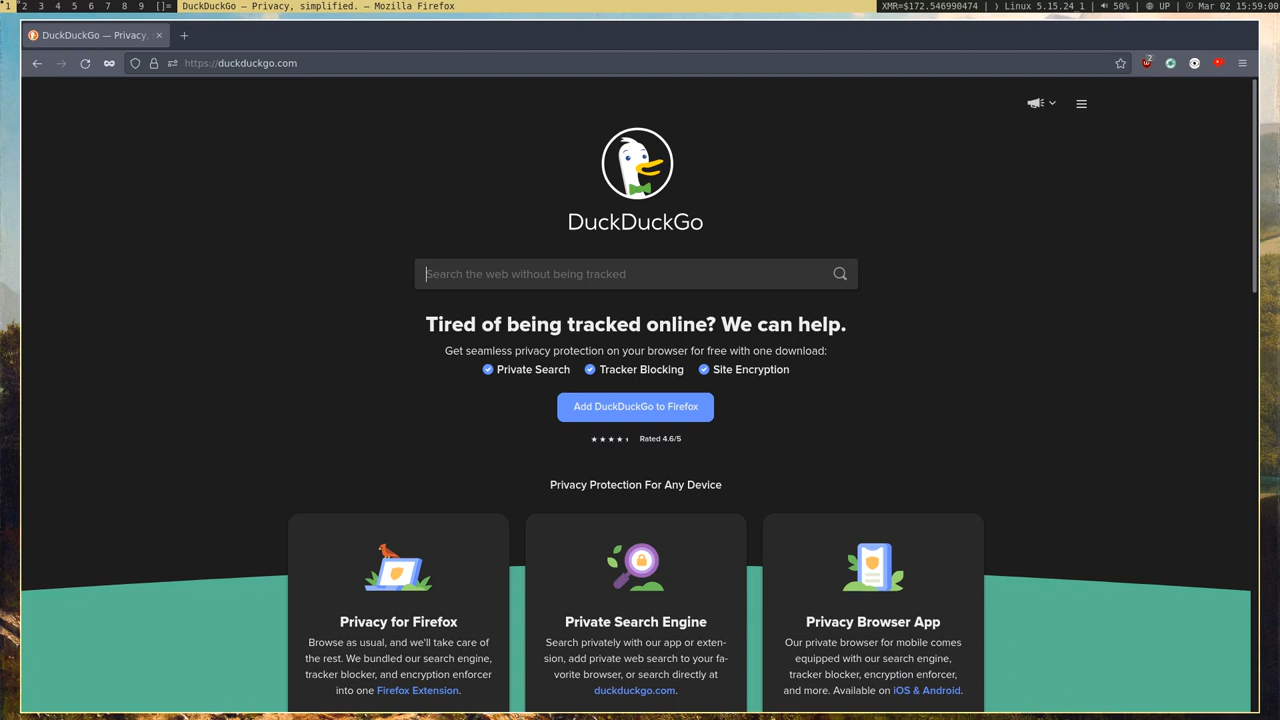 1 2 3 4 5 6 7 8 9 []= DuckDuckGo — Privacy, simplified. — Mozilla Firefox XMR=$172.546990474 | ⟩ Linux 5.15.24_1 | 50% | UP | Mar 02 15:59:00
DuckDuckGo — Privacy,
https://duckduckgo.com
2
DuckDuckGo
Search the web without being tracked
Tired of being tracked online? We can help.
Get seamless privacy protection on your browser for free with one download:
Private Search Tracker Blocking Site Encryption
Add DuckDuckGo to Firefox
★★★★ Rated 4.6/5
Privacy Protection For Any Device
Privacy for Firefox
Browse as usual, and we'll take care of
the rest. We bundled our search engine,
tracker blocker, and encryption enforcer
into one Firefox Extension.
Private Search Engine
Search privately with our app or exten-
sion, add private web search to your fa-
vorite browser, or search directly at
duckduckgo.com.
Privacy Browser App
Our private browser for mobile comes
equipped with our search engine,
tracker blocker, encryption enforcer,
and more. Available on iOS & Android.